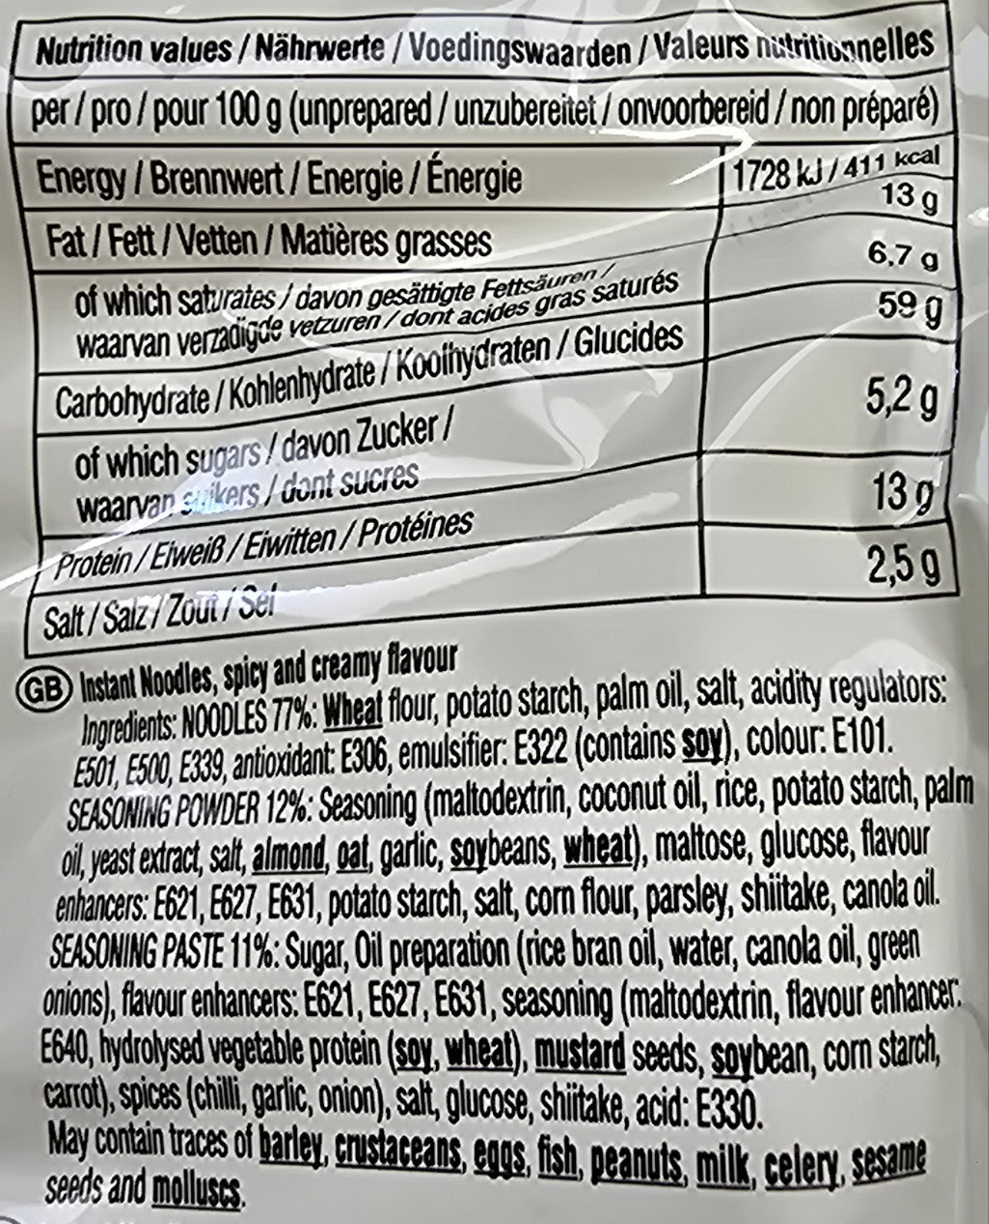 Nutrition values / Nährwerte / Voedingswaarden / Valeurs nutritionnelles
per / pro / pour 100 g (unprepared / unzubereitet / onvoorbereid / non préparé)
Energy / Brennwert / Energie / Énergie 1728 kJ / 411 kcal
Fat / Fett / Vetten / Matières grasses 13 g
of which saturates / davon gesättigte Fettsäuren /
waarvan verzadigde vetzuren / dont acides gras saturés 6,7 g
Carbohydrate / Kohlenhydrate / Koolhydraten / Glucides 59 g
of which sugars / davon Zucker /
waarvan suikers / dont sucres 5,2 g
Protein / Eiweiß / Eiwitten / Protéines 13 g
Salt / Salz / Zout / Sel 2,5 g
GB Instant Noodles, spicy and creamy flavour
Ingredients: NOODLES 77%: Wheat flour, potato starch, palm oil, salt, acidity regulators:
E501, E500, E339, antioxidant: E306, emulsifier: E322 (contains soy), colour: E101.
SEASONING POWDER 12%: Seasoning (maltodextrin, coconut oil, rice, potato starch, palm
oil, yeast extract, salt, almond, oat, garlic, soybeans, wheat), maltose, glucose, flavour
enhancers: E621, E627, E631, potato starch, salt, corn flour, parsley, shiitake, canola oil.
SEASONING PASTE 11%: Sugar, Oil preparation (rice bran oil, water, canola oil, green
onions), flavour enhancers: E621, E627, E631, seasoning (maltodextrin, flavour enhancer:
E640, hydrolysed vegetable protein (soy, wheat), mustard seeds, soybean, corn starch,
carrot), spices (chilli, garlic, onion), salt, glucose, shiitake, acid: E330.
May contain traces of barley, crustaceans, eggs, fish, peanuts, milk, celery, sesame
seeds and molluscs.